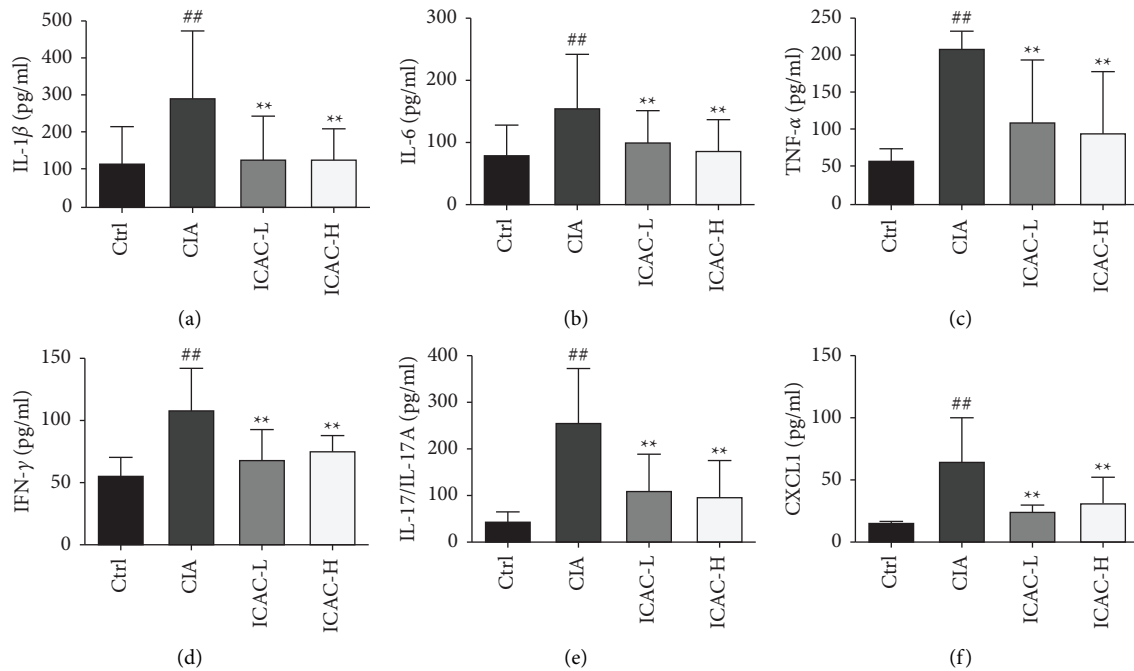 IL-1β (pg/ml)
500
400
300
200
100
0
##
**
**
Ctrl
CIA
ICAC-L
ICAC-H
(a)
IL-6 (pg/ml)
300
200
100
0
##
**
**
Ctrl
CIA
ICAC-L
ICAC-H
(b)
TNF-α (pg/ml)
250
200
150
100
50
0
##
**
**
Ctrl
CIA
ICAC-L
ICAC-H
(c)
IFN-γ (pg/ml)
150
100
50
0
##
**
**
Ctrl
CIA
ICAC-L
ICAC-H
(d)
IL-17/IL-17A (pg/ml)
400
300
200
100
0
##
**
**
Ctrl
CIA
ICAC-L
ICAC-H
(e)
CXCL1 (pg/ml)
150
100
50
0
##
**
**
Ctrl
CIA
ICAC-L
ICAC-H
(f)